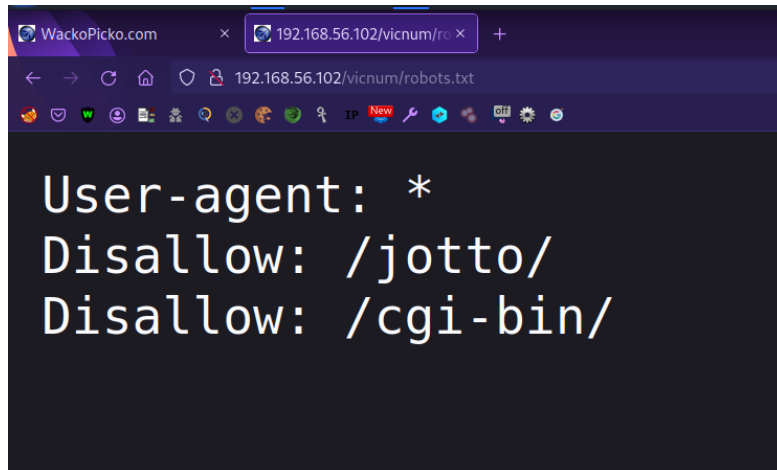 WackoPicko.com
192.168.56.102/vicnum/ro
192.168.56.102/vicnum/robots.txt
IP New off
User-agent: *
Disallow: /jotto/
Disallow: /cgi-bin/